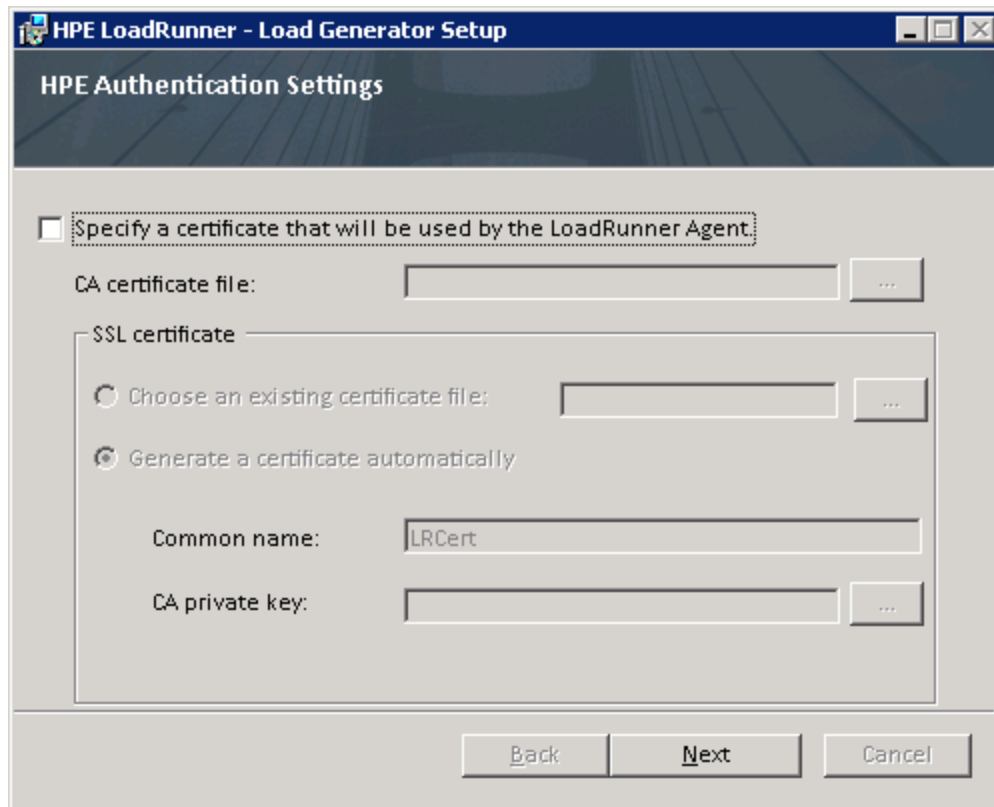 HPE LoadRunner - Load Generator Setup
HPE Authentication Settings
Specify a certificate that will be used by the LoadRunner Agent.
CA certificate file:
...
SSL certificate
Choose an existing certificate file:
...
Generate a certificate automatically
Common name:
LRCert
CA private key:
...
Back
Next
Cancel